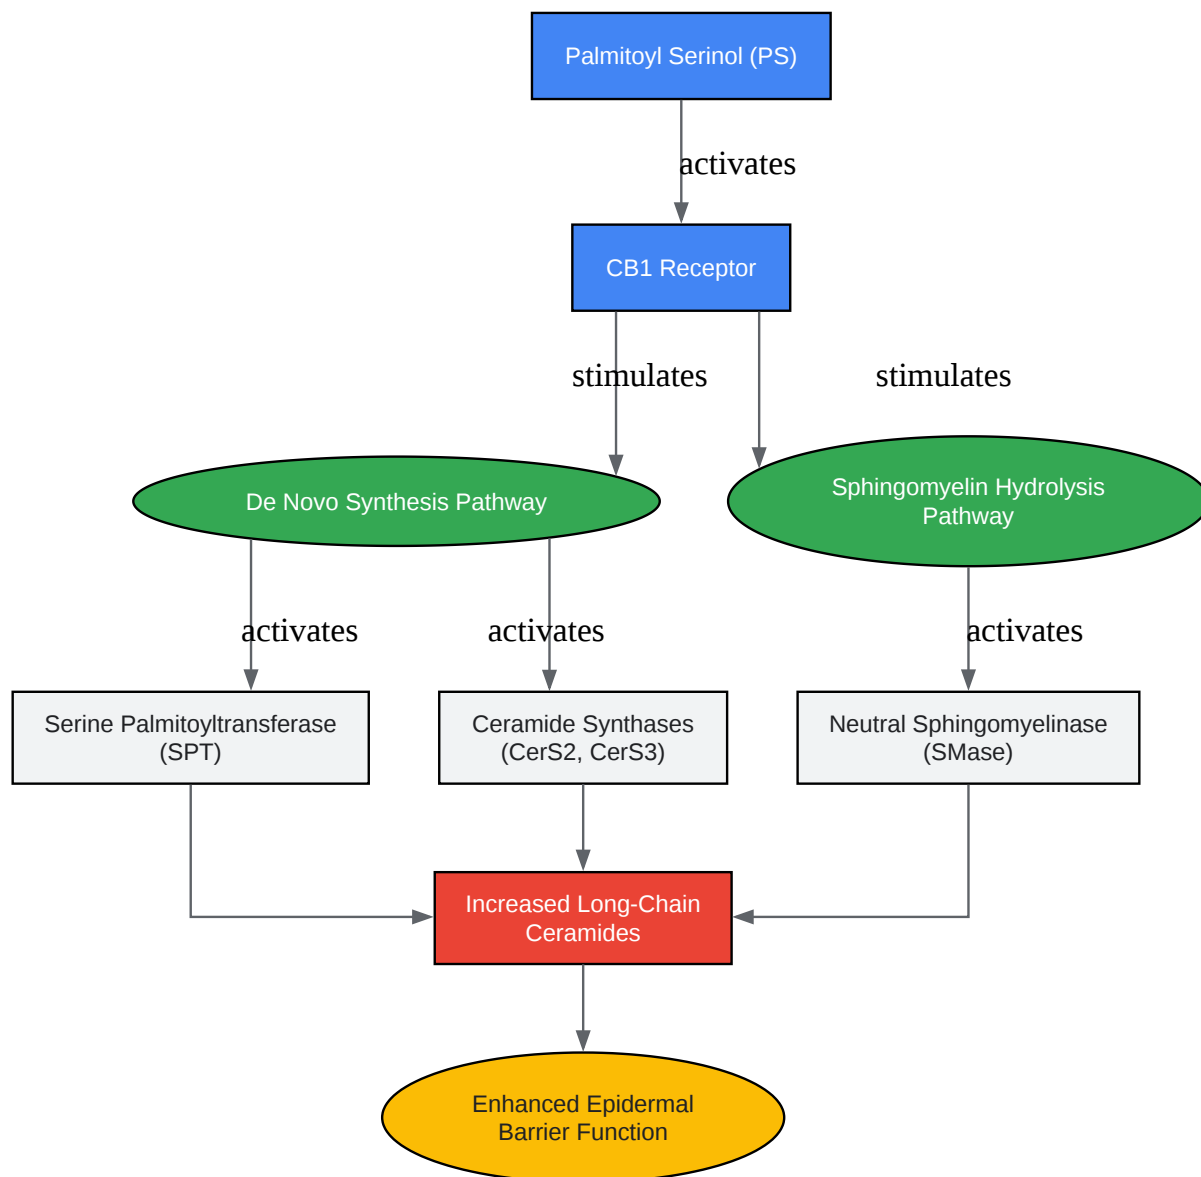 Palmitoyl Serinol (PS)
activates
CB1 Receptor
stimulates
stimulates
De Novo Synthesis Pathway
Sphingomyelin Hydrolysis
Pathway
activates
activates
activates
Serine Palmitoyltransferase
(SPT)
Ceramide Synthases
(CerS2, CerS3)
Neutral Sphingomyelinase
(SMase)
Increased Long-Chain
Ceramides
Enhanced Epidermal
Barrier Function